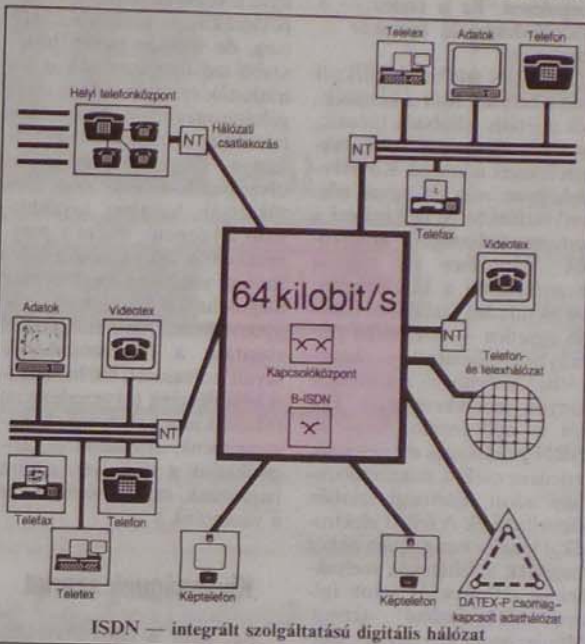 Teletex
Adatok
Telefon
Helyi telefonközpont
NT
Hálózati
csatlakozás
NT
Telefax
Videotex
64 kilobit/s
Kapcsolóközpont
B-ISDN
NT
Telefon-
és telexhálózat
Adatok
Videotex
NT
Telefax
Telefon
Teletex
Képtelefon
Képtelefon
DATEX-P csomag-
kapcsolt adathálózat
ISDN — integrált szolgáltatású digitális hálózat